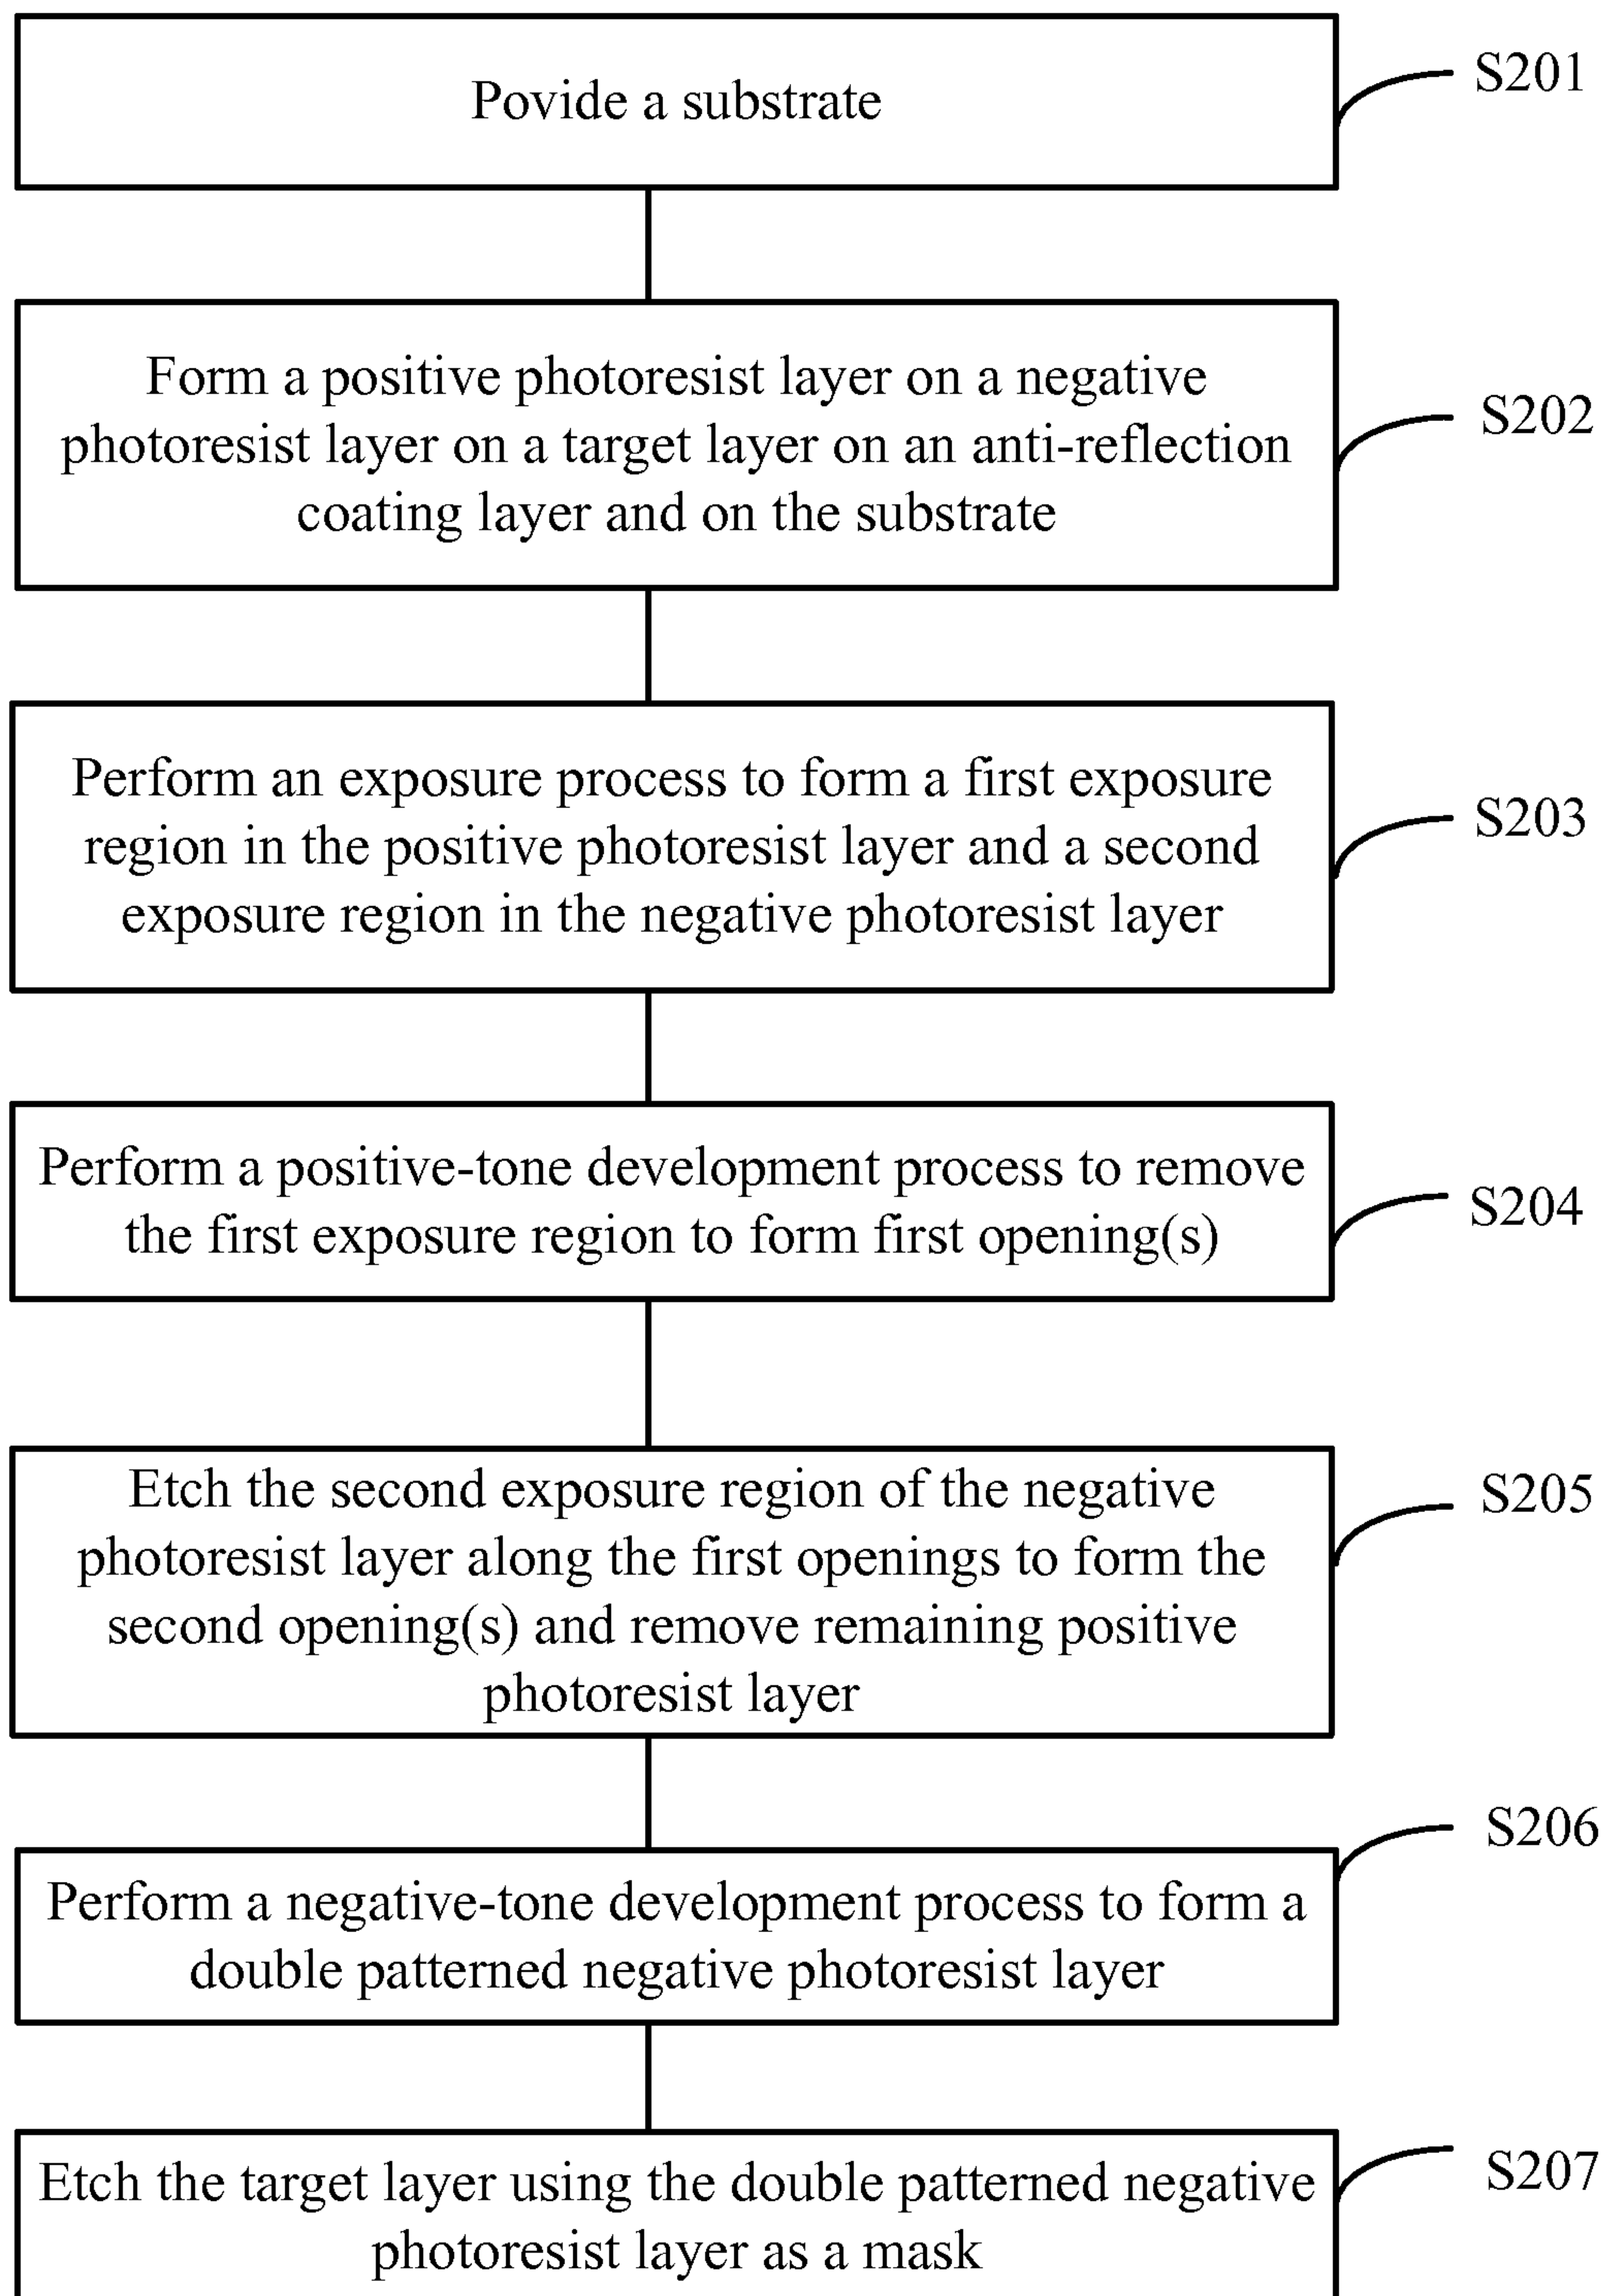 Povide a substrate
S201
Form a positive photoresist layer on a negative
photoresist layer on a target layer on an anti-reflection
coating layer and on the substrate
S202
Perform an exposure process to form a first exposure
region in the positive photoresist layer and a second
exposure region in the negative photoresist layer
S203
Perform a positive-tone development process to remove
the first exposure region to form first opening(s)
S204
Etch the second exposure region of the negative
photoresist layer along the first openings to form the
second opening(s) and remove remaining positive
photoresist layer
S205
Perform a negative-tone development process to form a
double patterned negative photoresist layer
S206
Etch the target layer using the double patterned negative
photoresist layer as a mask
S207